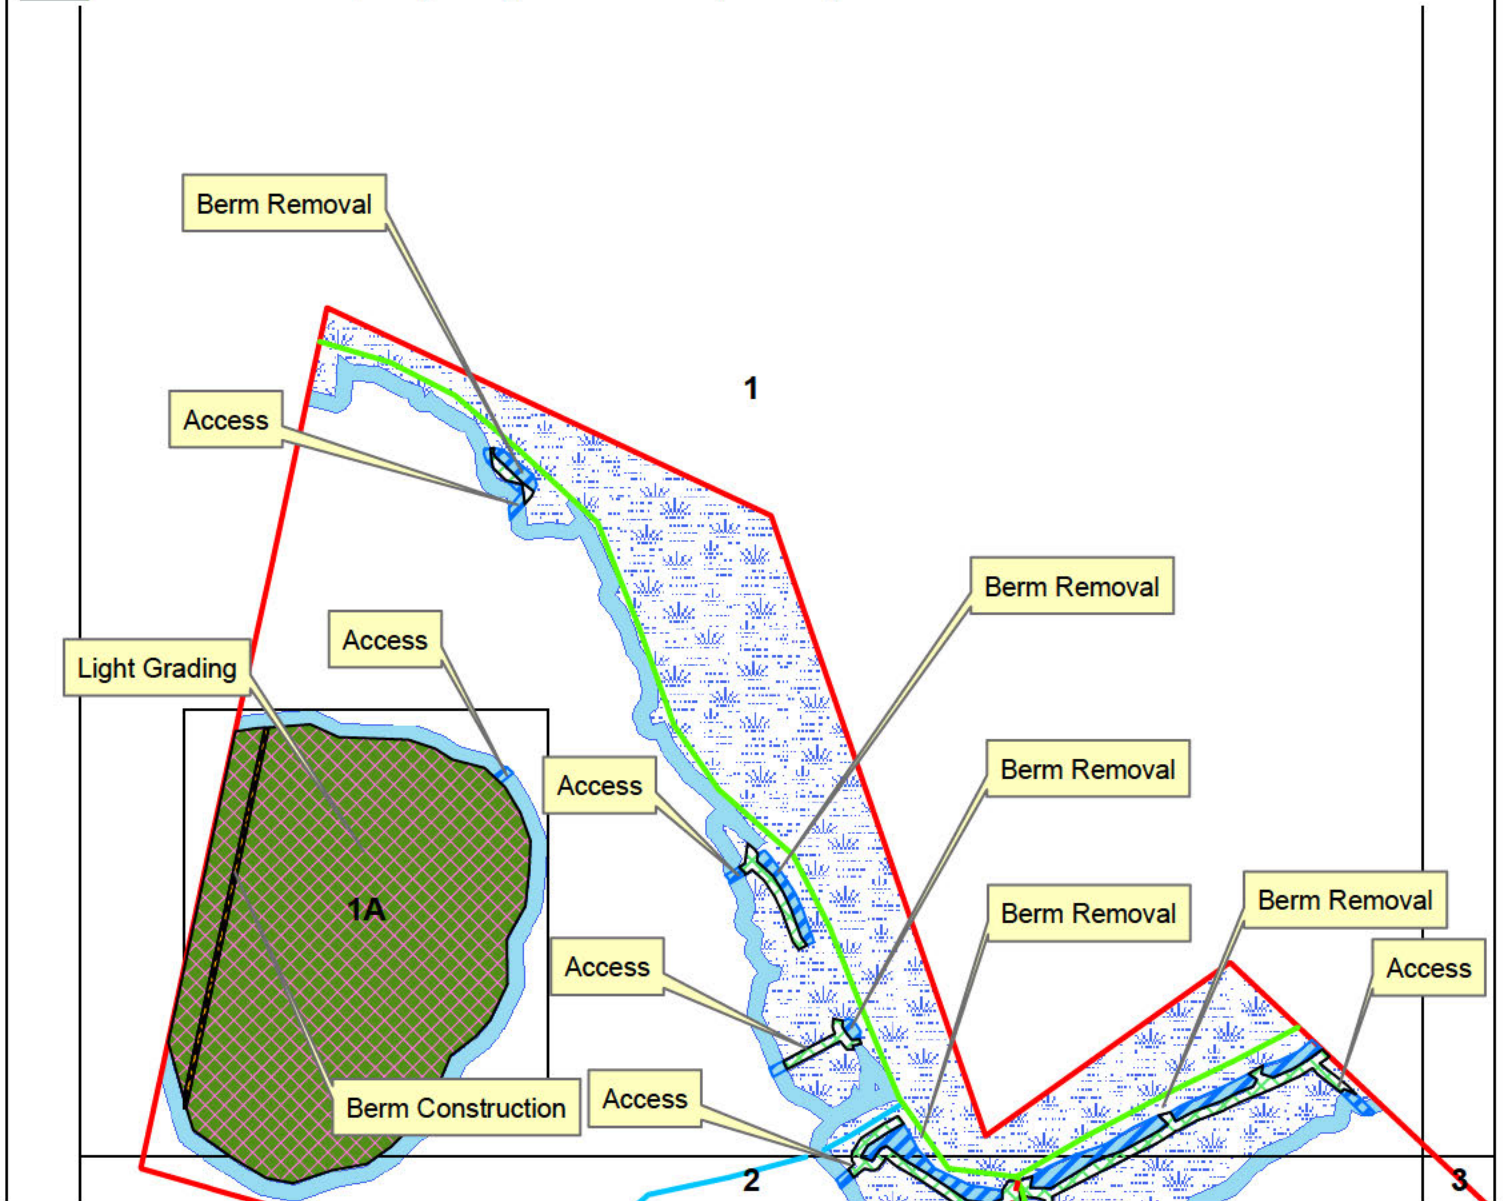 Berm Removal
1
Access
Berm Removal
Access
Light Grading
Berm Removal
Access
1A
Berm Removal
Berm Removal
Access
Access
Access
Berm Construction
2
3